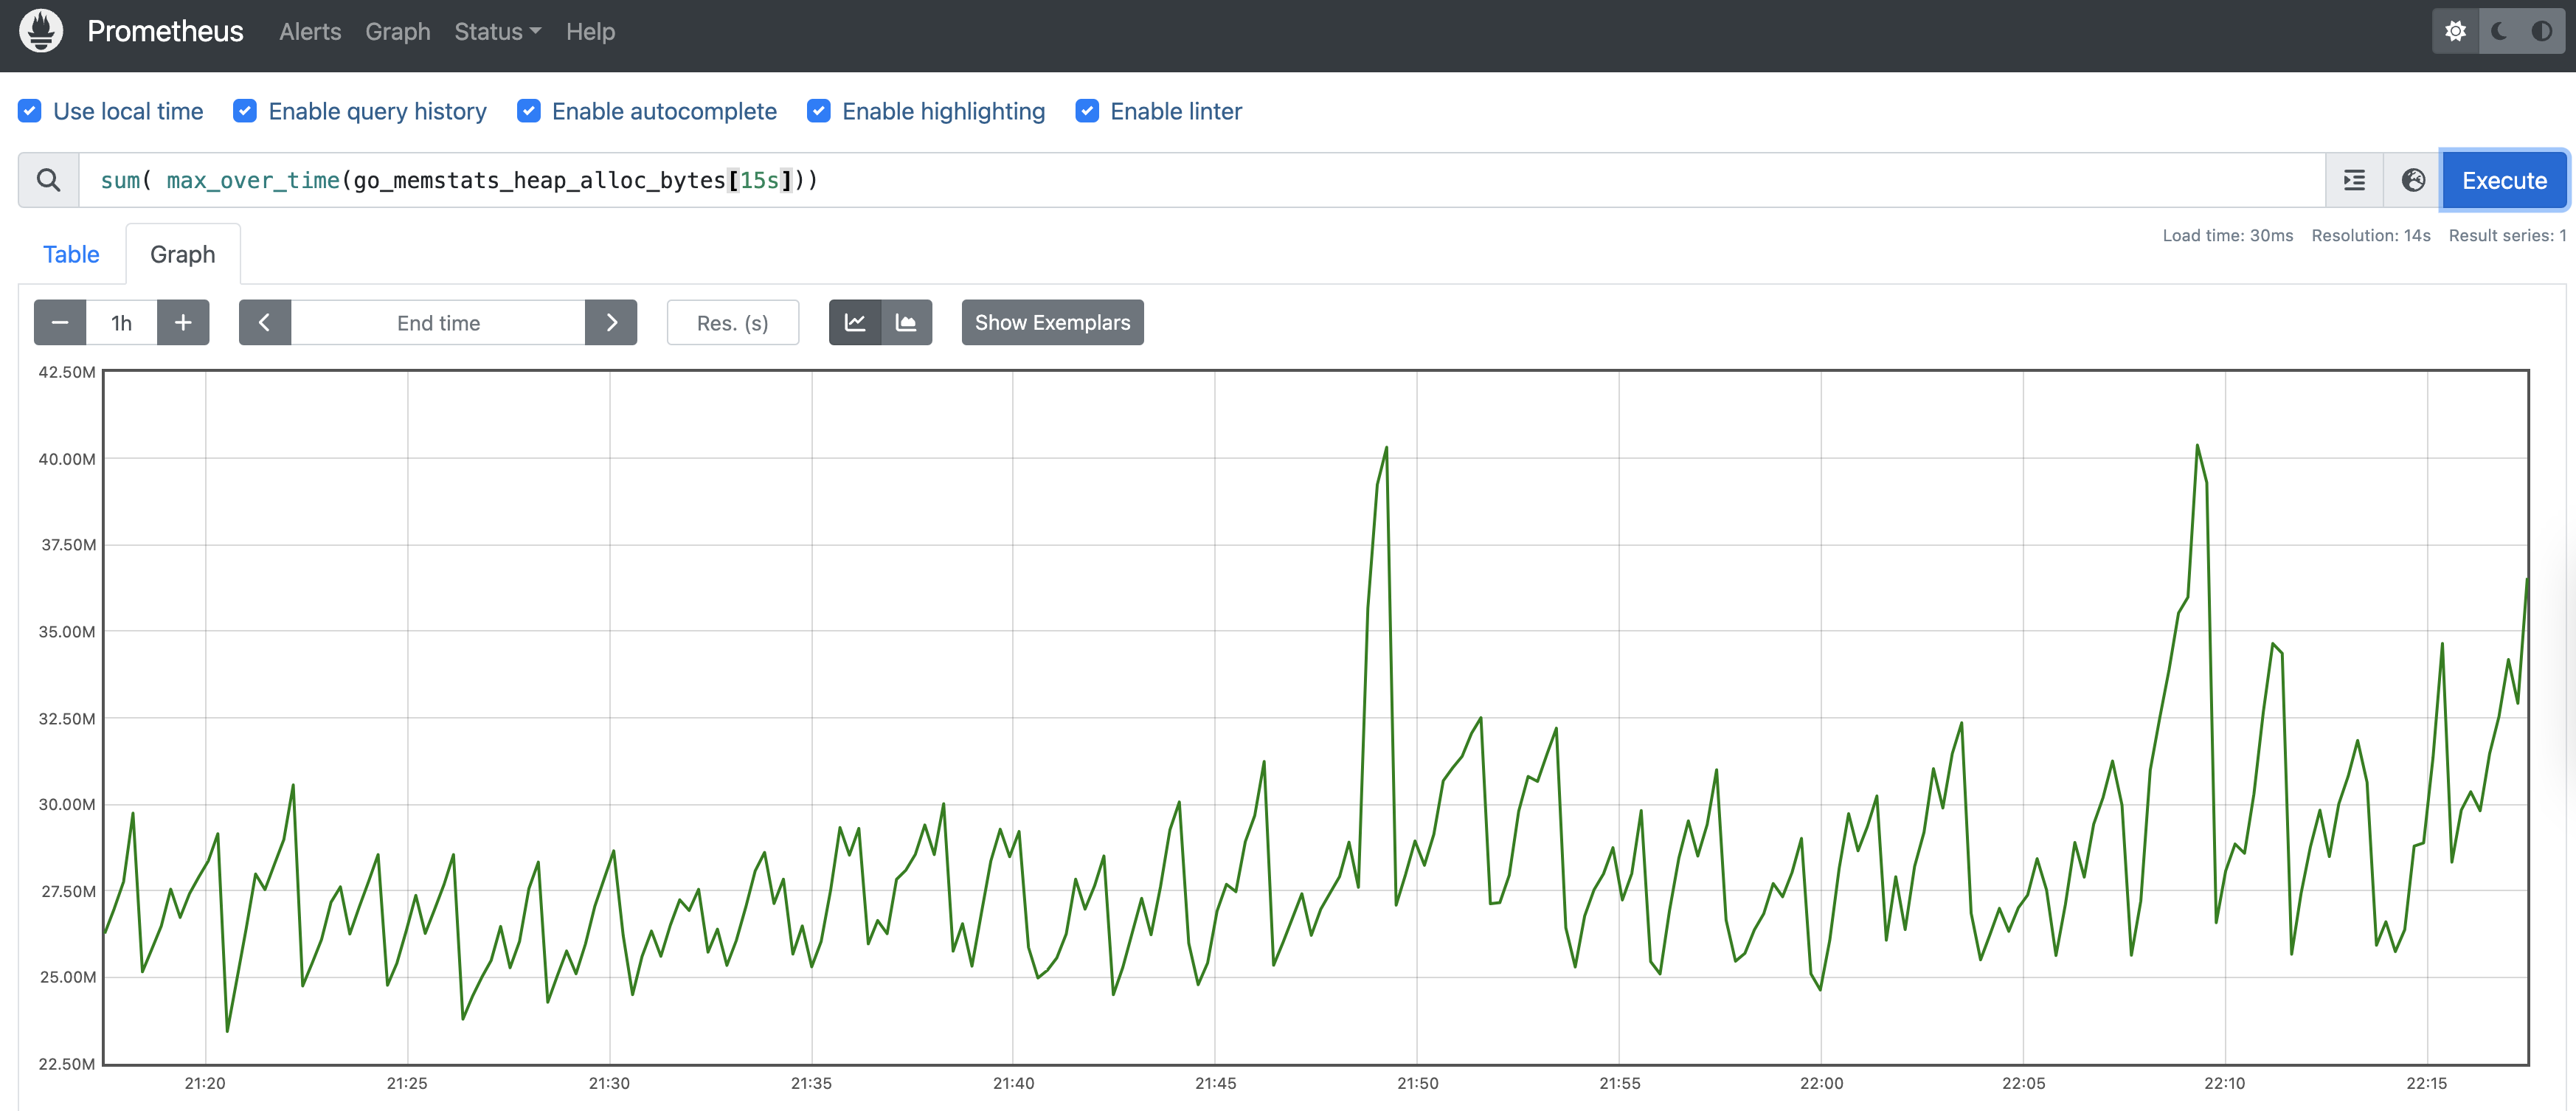 Prometheus Alerts Graph Status Help
Use local time Enable query history Enable autocomplete Enable highlighting Enable linter
sum( max_over_time(go_memstats_heap_alloc_bytes[15s])) Execute
Load time: 30ms Resolution: 14s Result series: 1
Table Graph
1h End time Res. (s) Show Exemplars
42.50M
40.00M
37.50M
35.00M
32.50M
30.00M
27.50M
25.00M
22.50M
21:20 21:25 21:30 21:35 21:40 21:45 21:50 21:55 22:00 22:05 22:10 22:15